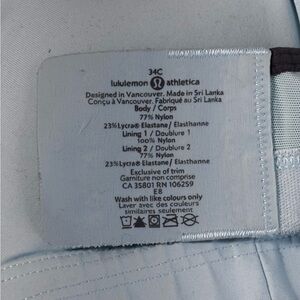 34C
lululemon athletica
Designed in Vancouver. Made in Sri Lanka
Conçu à Vancouver. Fabriqué au Sri Lanka
Body / Corps
77% Nylon
23% Lycra® Elastane/ Elasthanne
Lining 1 / Doublure 1
100% Nylon
Lining 2 / Doublure 2
77% Nylon
23% Lycra® Elastane/ Elasthanne
Exclusive of trim
Garniture non comprise
CA 35801 RN 106259
E8
Wash with like colours only
Laver avec des couleurs
similaires seulement